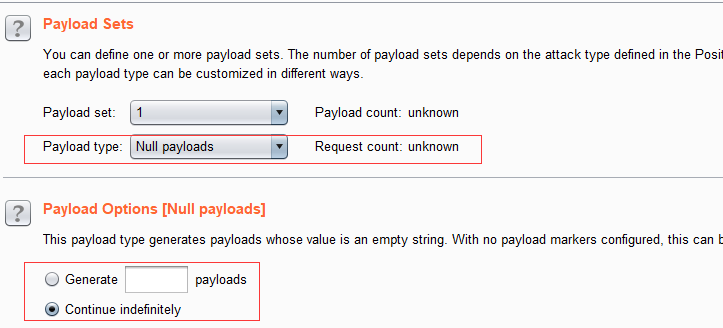 Payload Sets
You can define one or more payload sets. The number of payload sets depends on the attack type defined in the Posit
each payload type can be customized in different ways.
Payload set: 1 Payload count: unknown
Payload type: Null payloads Request count: unknown
Payload Options [Null payloads]
This payload type generates payloads whose value is an empty string. With no payload markers configured, this can b
Generate payloads
Continue indefinitely